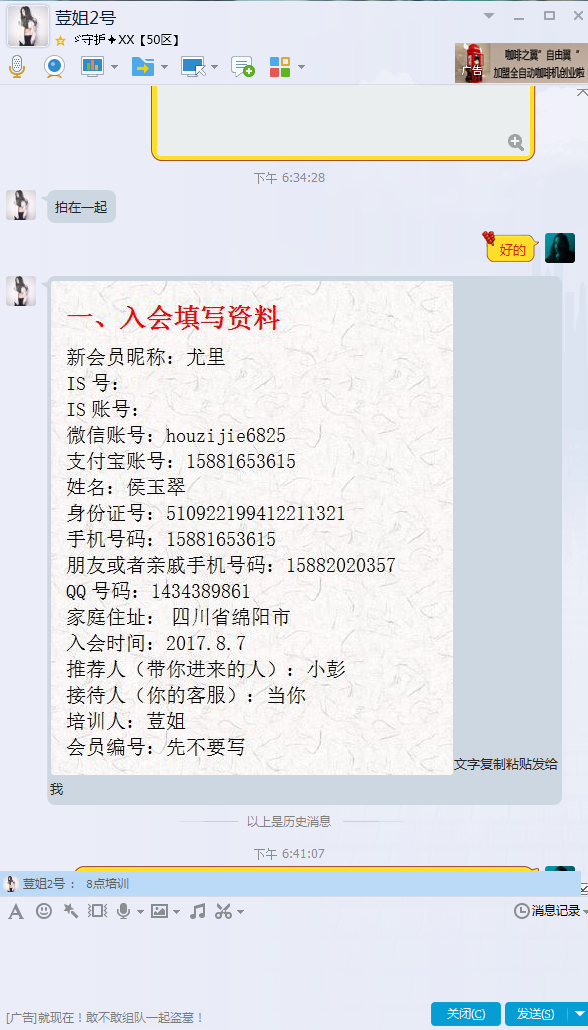 荳姐2号
ོ守护✦XX【50区】
咖啡之翼”自由翼“
加盟全自动咖啡机创业啦
广告
下午 6:34:28
拍在一起
好的
一、入会填写资料
新会员昵称：尤里
IS 号：
IS 账号：
微信账号：houzijie6825
支付宝账号：15881653615
姓名：侯玉翠
身份证号：510922199412211321
手机号码：15881653615
朋友或者亲戚手机号码：15882020357
QQ 号码：1434389861
家庭住址： 四川省绵阳市
入会时间：2017.8.7
推荐人（带你进来的人）：小彭
接待人（你的客服）：当你
培训人：荳姐
会员编号：先不要写
文字复制粘贴发给
我
以上是历史消息
下午 6:41:07
荳姐2号： 8点培训
消息记录
[广告]就现在！敢不敢组队一起盗墓！
关闭(C)
发送(S)